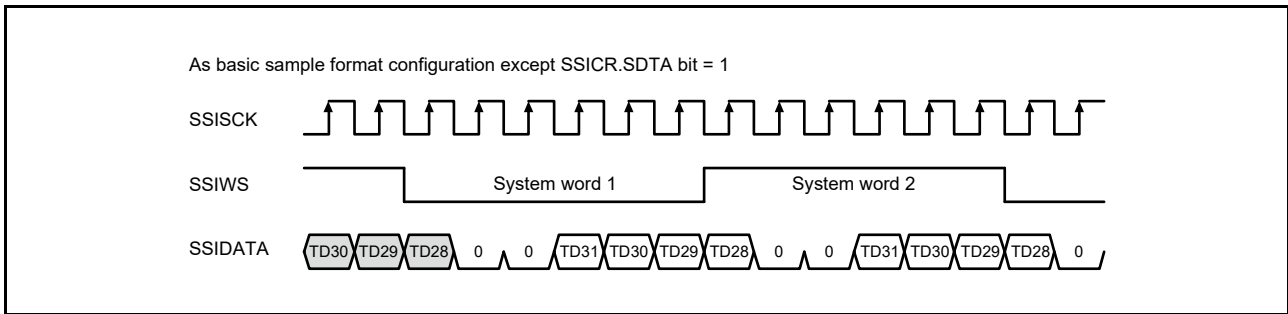 As basic sample format configuration except SSICR.SDTA bit = 1
SSISCK
SSIWS System word 1 System word 2
SSIDATA TD30 TD29 TD28 0 0 TD31 TD30 TD29 TD28 0 0 TD31 TD30 TD29 TD28 0